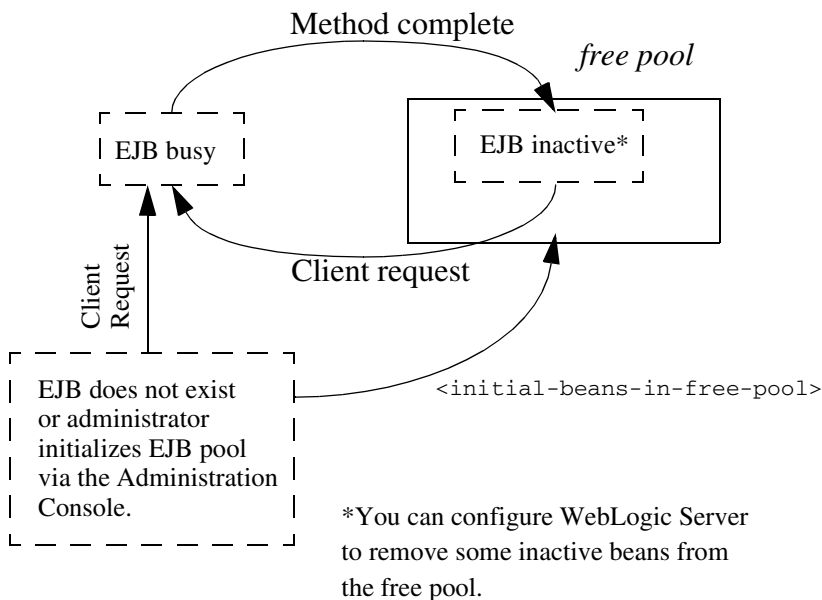 Method complete
free pool
EJB busy
EJB inactive*
Client request
Client
Request
EJB does not exist
or administrator
initializes EJB pool
via the Administration
Console.
<initial-beans-in-free-pool>
*You can configure WebLogic Server
to remove some inactive beans from
the free pool.